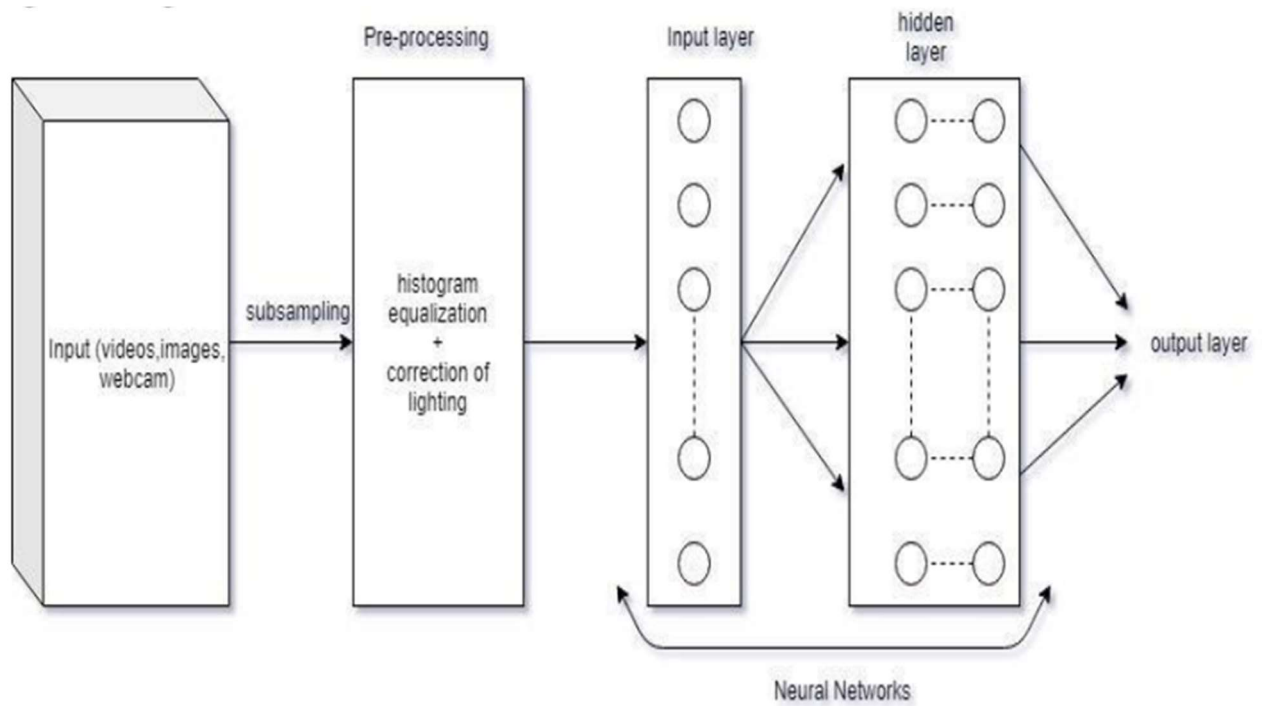 Pre-processing
Input layer
hidden
layer
Input (videos,images,
webcam)
subsampling
histogram
equalization
+
correction of
lighting
output layer
Neural Networks